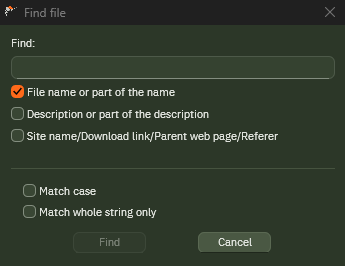 Find file
Find:
File name or part of the name
Description or part of the description
Site name/Download link/Parent web page/Referer
Match case
Match whole string only
Find
Cancel